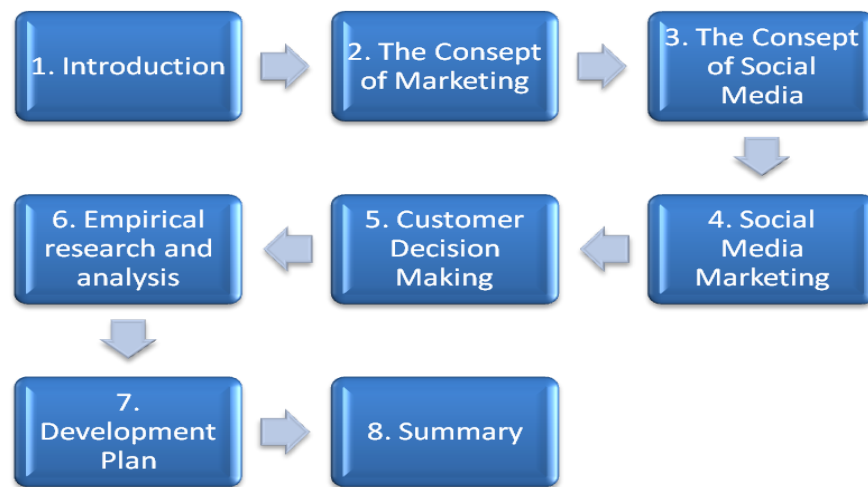 1. Introduction
2. The Consept
of Marketing
3. The Consept
of Social
Media
4. Social
Media
Marketing
5. Customer
Decision
Making
6. Empirical
research and
analysis
7.
Development
Plan
8. Summary